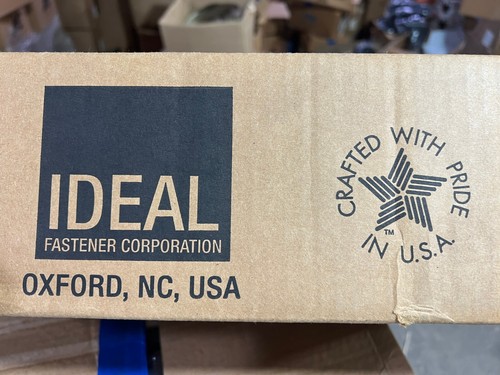 IDEAL
FASTENER CORPORATION
OXFORD, NC, USA
CRAFTED WITH PRIDE
IN U.S.A.
TM